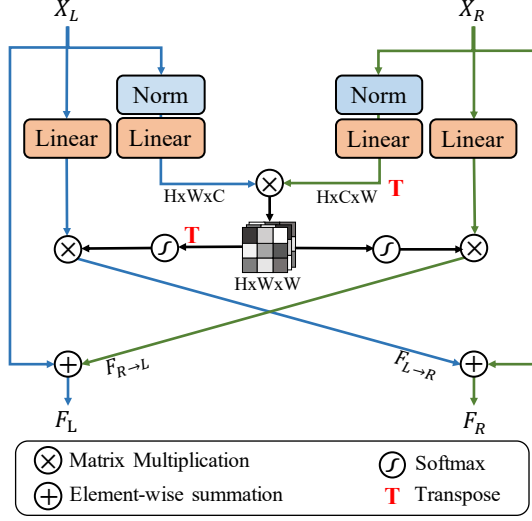 X_L X_R
Norm Norm
Linear Linear Linear Linear
HxWxC HxCxW T
T
HxWxW
F_{R→L} F_{L→R}
F_L F_R
Matrix Multiplication Softmax
Element-wise summation T Transpose